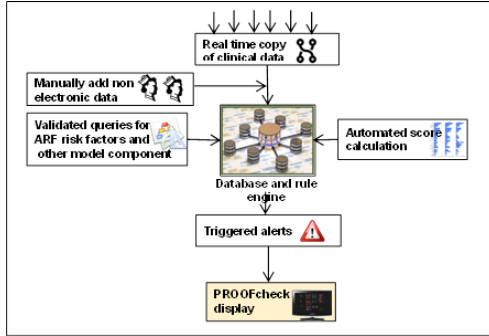 Real time copy
of clinical data
Manually add non
electronic data
Validated queries for
ARF risk factors and
other model component
Automated score
calculation
Database and rule
engine
Triggered alerts
PROOFcheck
display